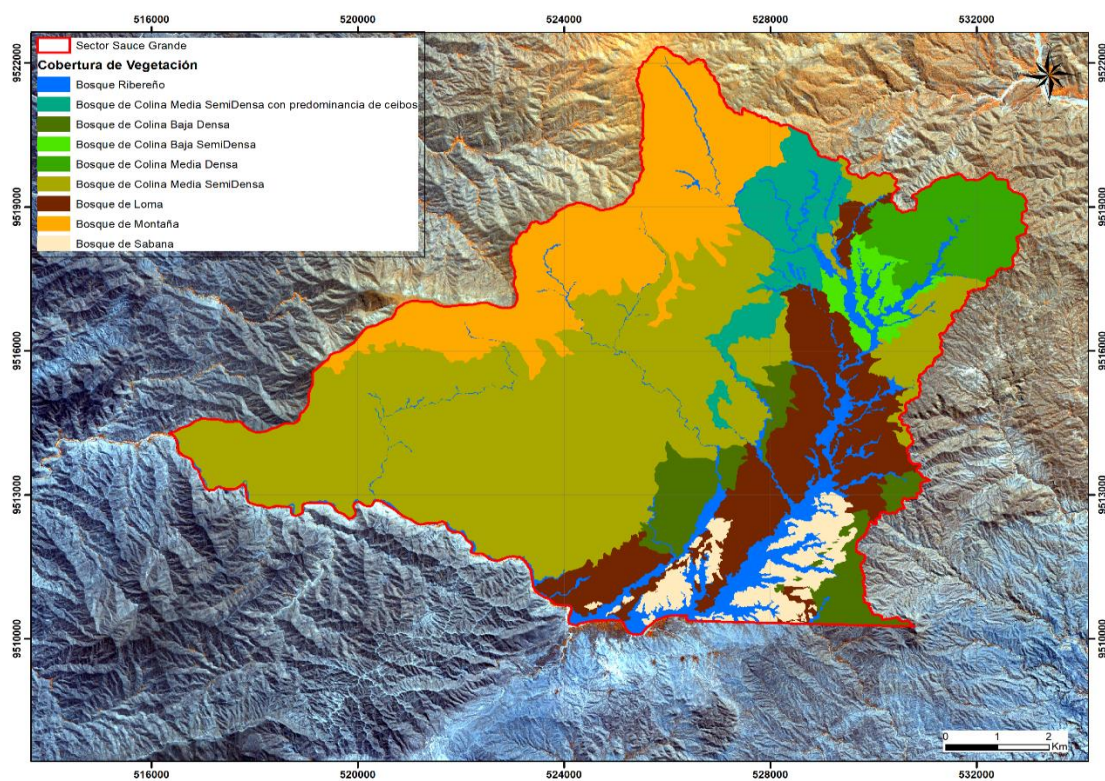 516000 520000 524000 528000 532000
9522000 9522000
9519000 9519000
9516000 9516000
9513000 9513000
9510000 9510000
Sector Sauce Grande
Cobertura de Vegetación
Bosque Ribereño
Bosque de Colina Media SemiDensa con predominancia de ceibos
Bosque de Colina Baja Densa
Bosque de Colina Baja SemiDensa
Bosque de Colina Media Densa
Bosque de Colina Media SemiDensa
Bosque de Loma
Bosque de Montaña
Bosque de Sabana
0 1 2
Km
516000 520000 524000 528000 532000